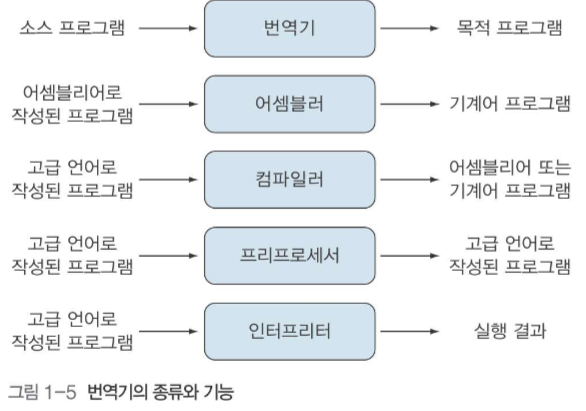 소스 프로그램
번역기
목적 프로그램
어셈블리어로
작성된 프로그램
어셈블러
기계어 프로그램
고급 언어로
작성된 프로그램
컴파일러
어셈블리어 또는
기계어 프로그램
고급 언어로
작성된 프로그램
프리프로세서
고급 언어로
작성된 프로그램
고급 언어로
작성된 프로그램
인터프리터
실행 결과
그림 1-5 번역기의 종류와 기능